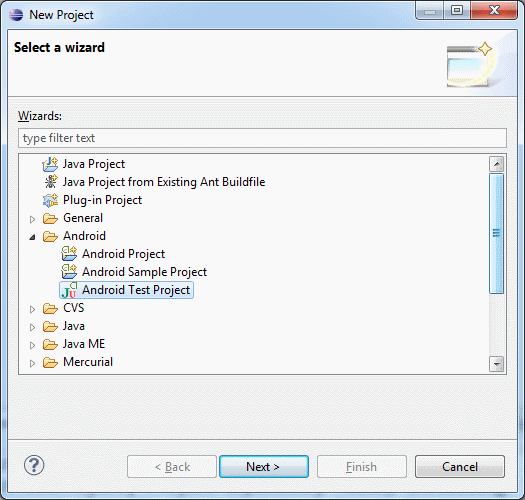 New Project
Select a wizard
Wizards:
type filter text
Java Project
Java Project from Existing Ant Buildfile
Plug-in Project
General
Android
Android Project
Android Sample Project
JU Android Test Project
CVS
Java
Java ME
Mercurial
? < Back Next > Finish Cancel